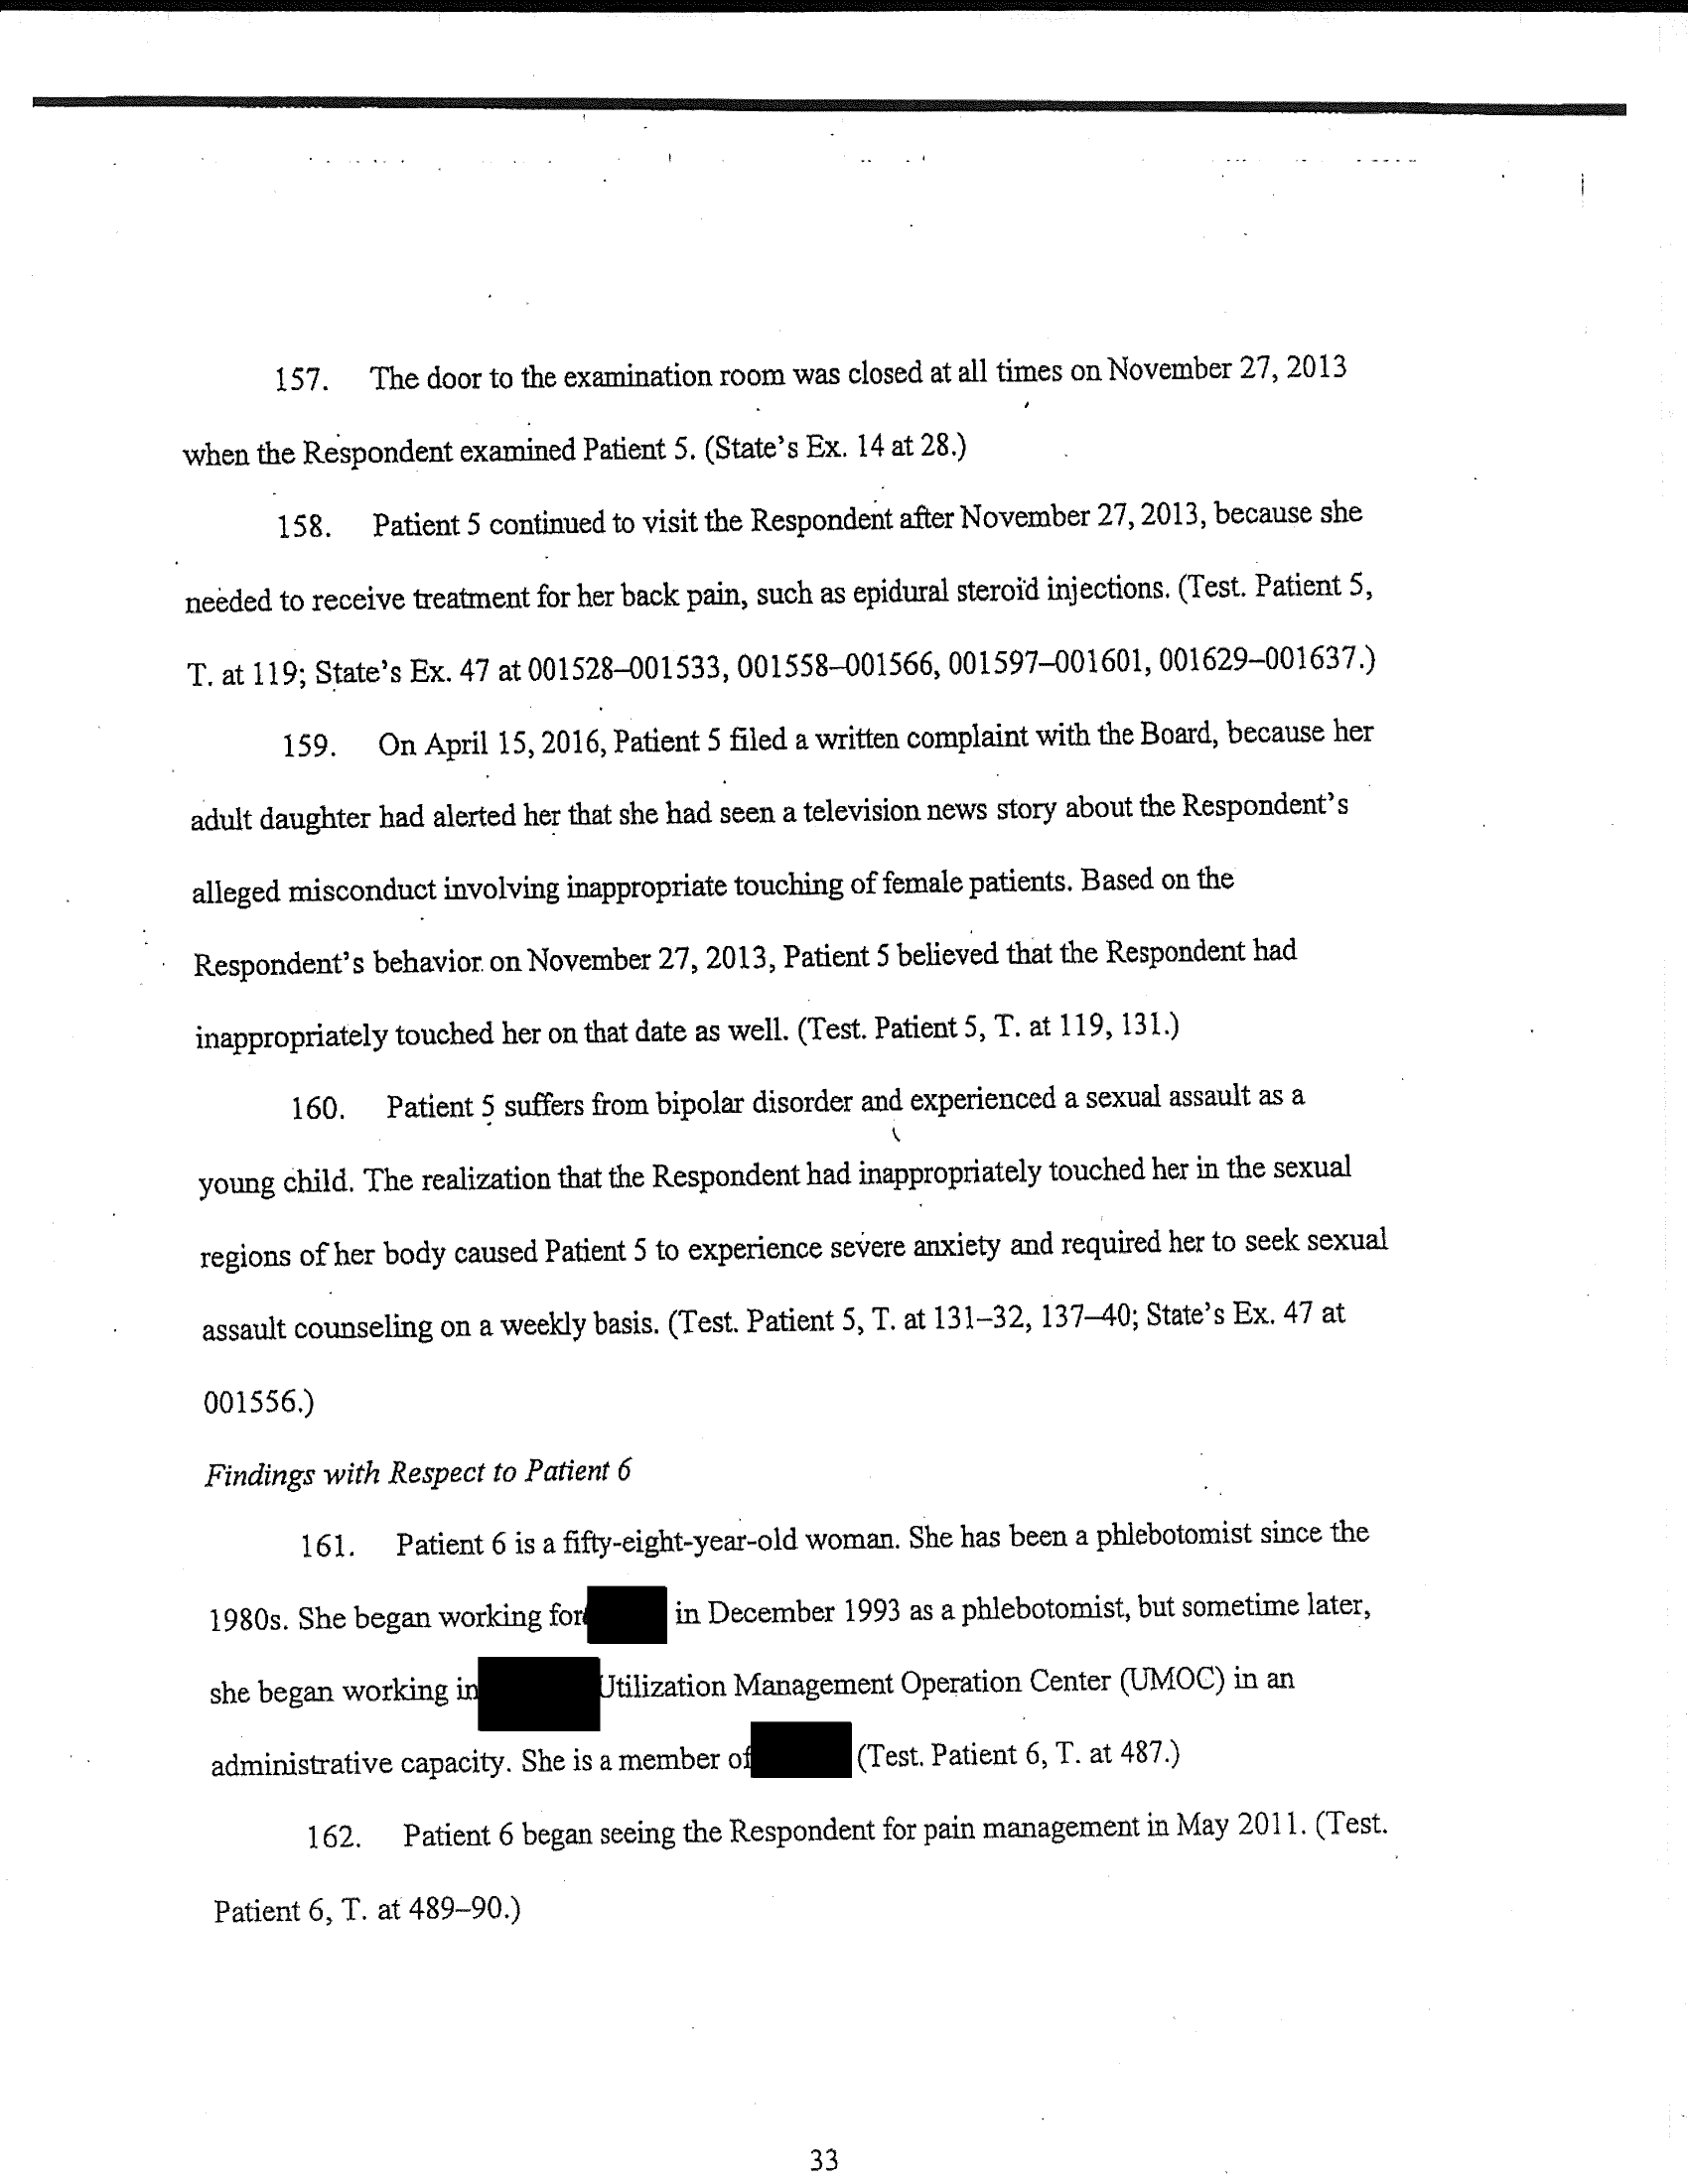 157. The door to the examination room was closed at all times on November 27, 2013
when the Respondent examined Patient 5. (State's Ex. 14 at 28.)
158. Patient 5 continued to visit the Respondent after November 27, 2013, because she
needed to receive treatment for her back pain, such as epidural steroid injections. (Test. Patient 5,
T. at 119; State's Ex. 47 at 001528–001533, 001558–001566, 001597–001601, 001629–001637.)
159. On April 15, 2016, Patient 5 filed a written complaint with the Board, because her
adult daughter had alerted her that she had seen a television news story about the Respondent's
alleged misconduct involving inappropriate touching of female patients. Based on the
Respondent's behavior on November 27, 2013, Patient 5 believed that the Respondent had
inappropriately touched her on that date as well. (Test. Patient 5, T. at 119, 131.)
160. Patient 5 suffers from bipolar disorder and experienced a sexual assault as a
young child. The realization that the Respondent had inappropriately touched her in the sexual
regions of her body caused Patient 5 to experience severe anxiety and required her to seek sexual
assault counseling on a weekly basis. (Test. Patient 5, T. at 131–32, 137–40; State's Ex. 47 at
001556.)
Findings with Respect to Patient 6
161. Patient 6 is a fifty-eight-year-old woman. She has been a phlebotomist since the
1980s. She began working for in December 1993 as a phlebotomist, but sometime later,
she began working in Utilization Management Operation Center (UMOC) in an
administrative capacity. She is a member of (Test. Patient 6, T. at 487.)
162. Patient 6 began seeing the Respondent for pain management in May 2011. (Test.
Patient 6, T. at 489–90.)
33